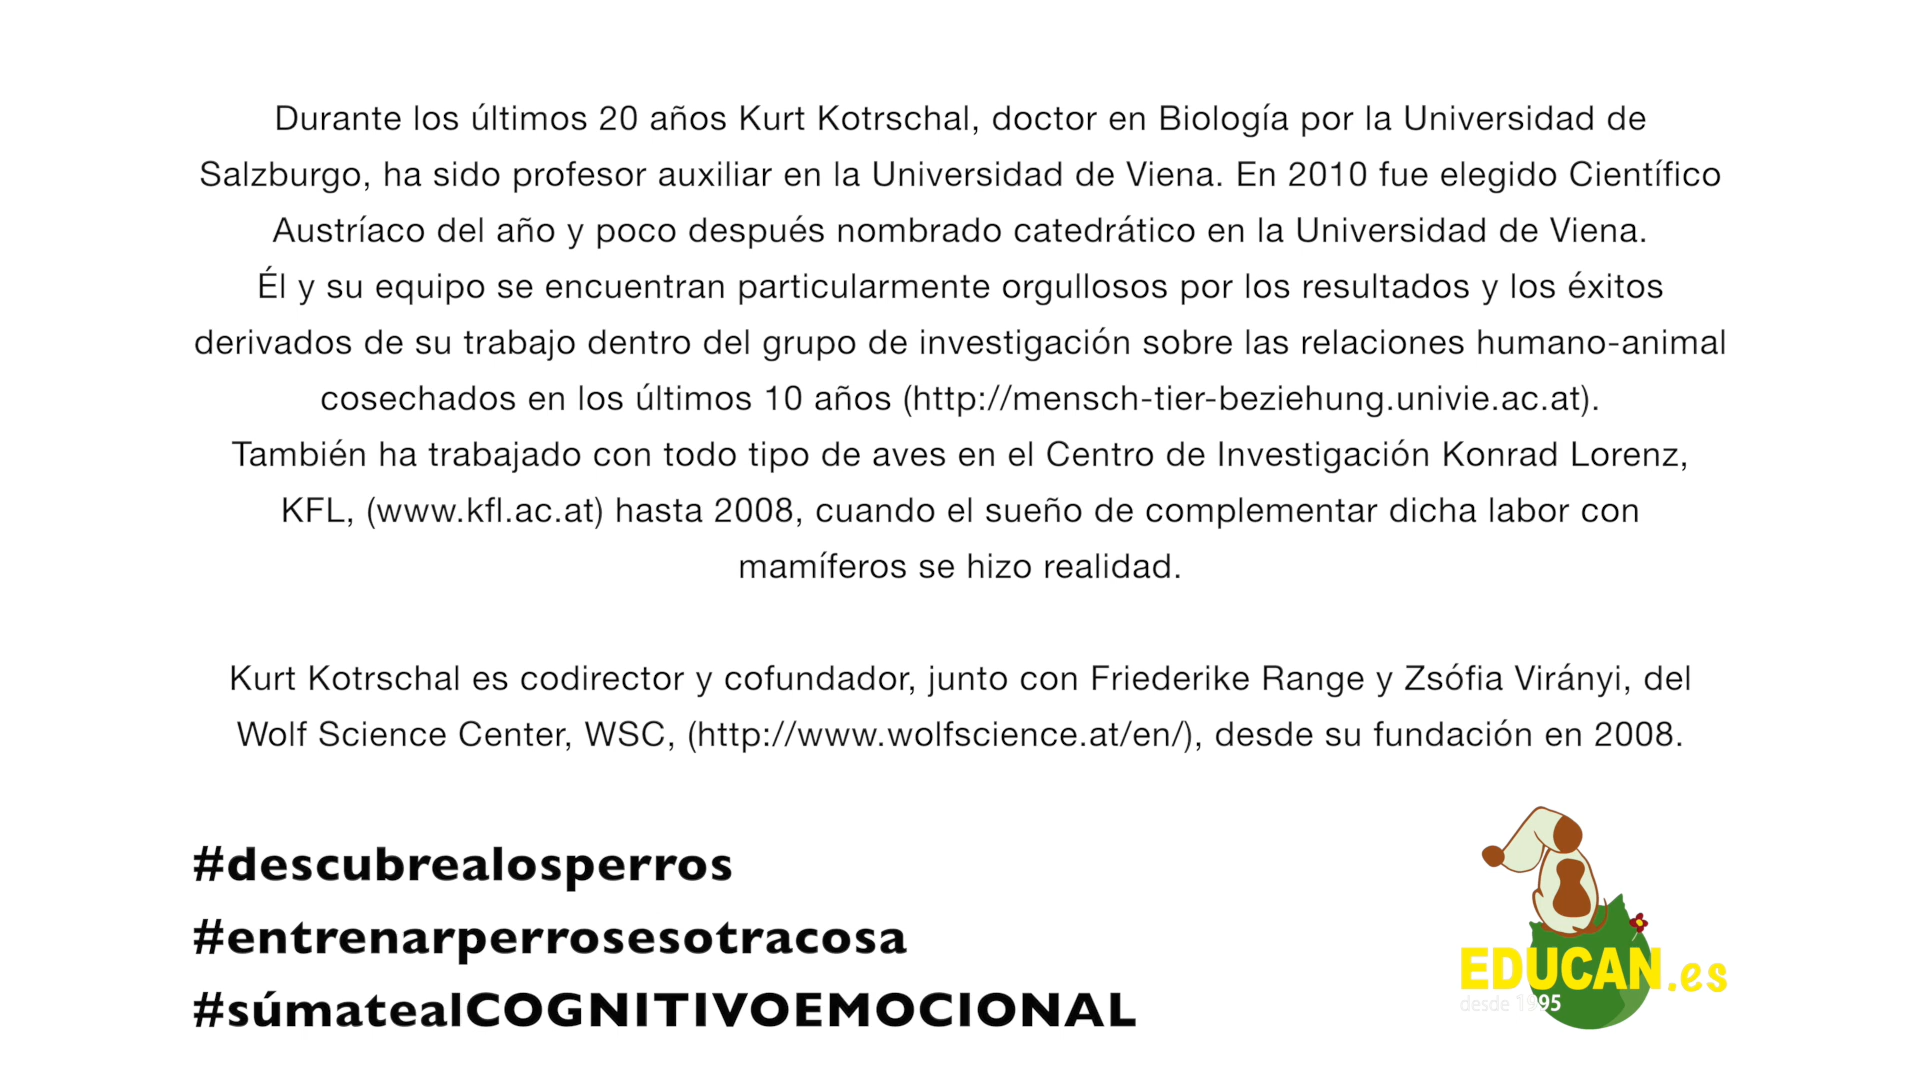 Durante los últimos 20 años Kurt Kotrschal, doctor en Biología por la Universidad de
Salzburgo, ha sido profesor auxiliar en la Universidad de Viena. En 2010 fue elegido Científico
Austríaco del año y poco después nombrado catedrático en la Universidad de Viena.
Él y su equipo se encuentran particularmente orgullosos por los resultados y los éxitos
derivados de su trabajo dentro del grupo de investigación sobre las relaciones humano-animal
cosechados en los últimos 10 años (http://mensch-tier-beziehung.univie.ac.at).
También ha trabajado con todo tipo de aves en el Centro de Investigación Konrad Lorenz,
KFL, (www.kfl.ac.at) hasta 2008, cuando el sueño de complementar dicha labor con
mamíferos se hizo realidad.
Kurt Kotrschal es codirector y cofundador, junto con Friederike Range y Zsófia Virányi, del
Wolf Science Center, WSC, (http://www.wolfscience.at/en/), desde su fundación en 2008.
#descubrealosperros
#entrenarperrosesotracosa
#súmatealCOGNITIVOEMOCIONAL
EDUCAN.es
desde 1995